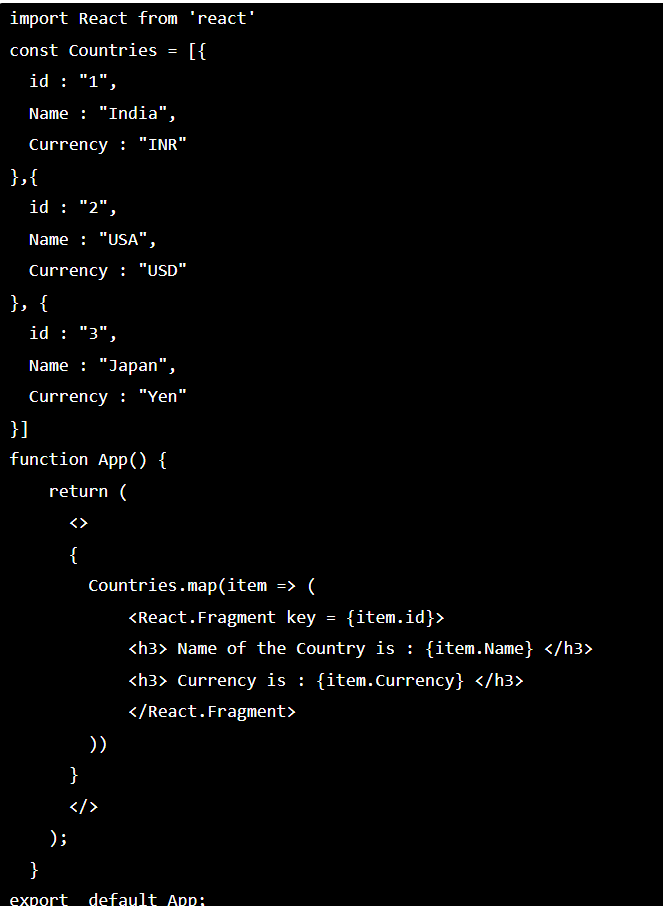 import React from 'react'
const Countries = [{
  id : "1",
  Name : "India",
  Currency : "INR"
},{
  id : "2",
  Name : "USA",
  Currency : "USD"
}, {
  id : "3",
  Name : "Japan",
  Currency : "Yen"
}]
function App() {
    return (
      <>
      {
        Countries.map(item => (
            <React.Fragment key = {item.id}>
            <h3> Name of the Country is : {item.Name} </h3>
            <h3> Currency is : {item.Currency} </h3>
            </React.Fragment>
        ))
      }
      </>
    );
  }
export  default App;